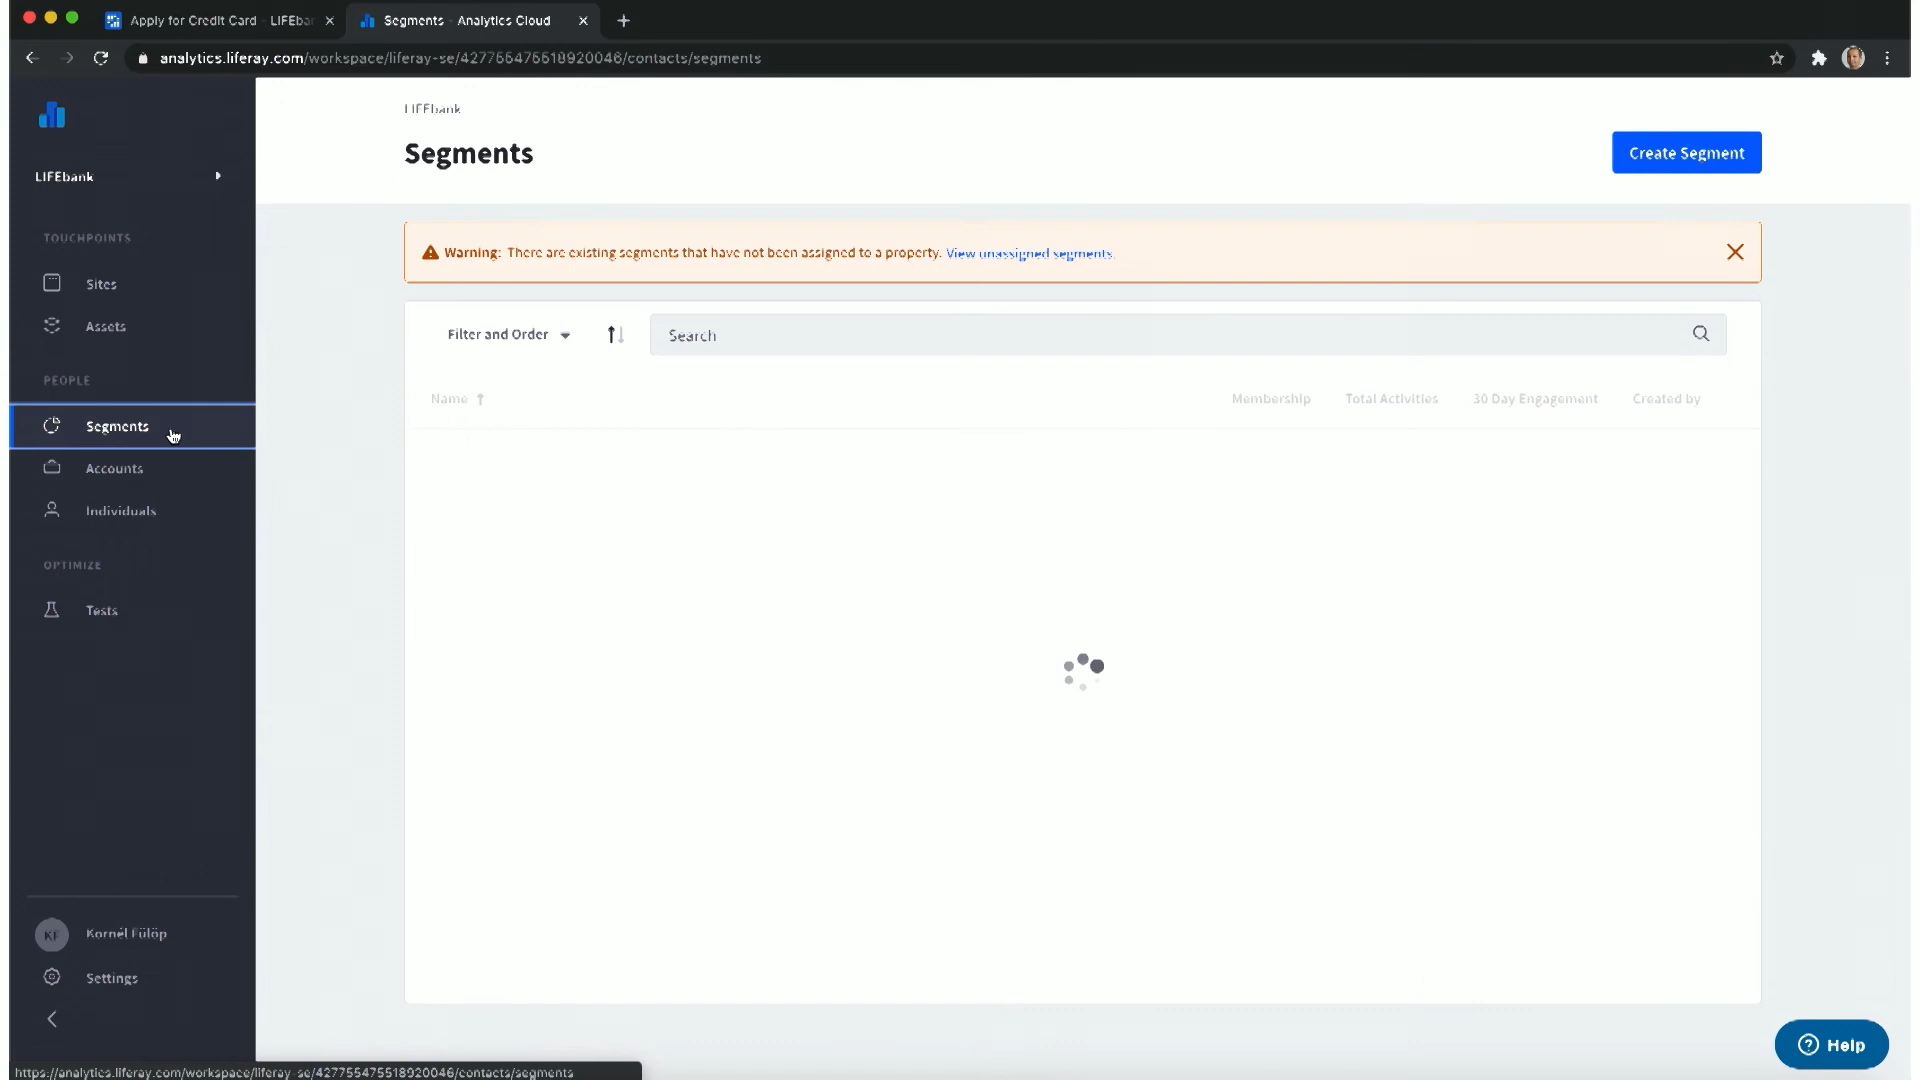 Apply for Credit Card - LIFEba
Segments - Analytics Cloud
analytics.liferay.com/workspace/liferay-se/427755475518920046/contacts/segments
LIFEbank
Segments
Create Segment
LIFEbank
TOUCHPOINTS
Sites
Assets
PEOPLE
Segments
Accounts
Individuals
OPTIMIZE
Tests
Warning: There are existing segments that have not been assigned to a property. View unassigned segments.
Filter and Order
Search
Name
Membership
Total Activities
30 Day Engagement
Created by
KF
Kornél Fülöp
Settings
Help
https://analytics.liferay.com/workspace/liferay-se/427755475518920046/contacts/segments